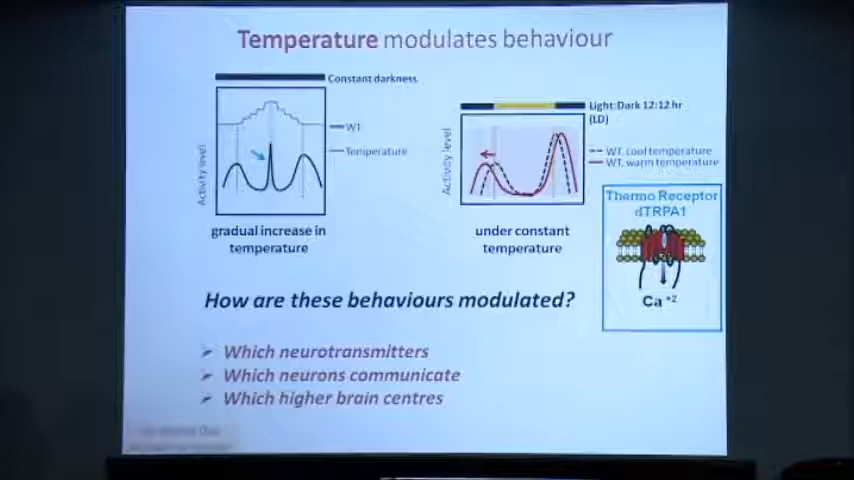 Temperature modulates behaviour
Constant darkness
WT
Temperature
Activity level
gradual increase in
temperature
Light:Dark 12:12 hr
(LD)
WT, cool temperature
WT, warm temperature
Activity level
under constant
temperature
Thermo Receptor
dTRPA1
Ca +2
How are these behaviours modulated?
Which neurotransmitters
Which neurons communicate
Which higher brain centres